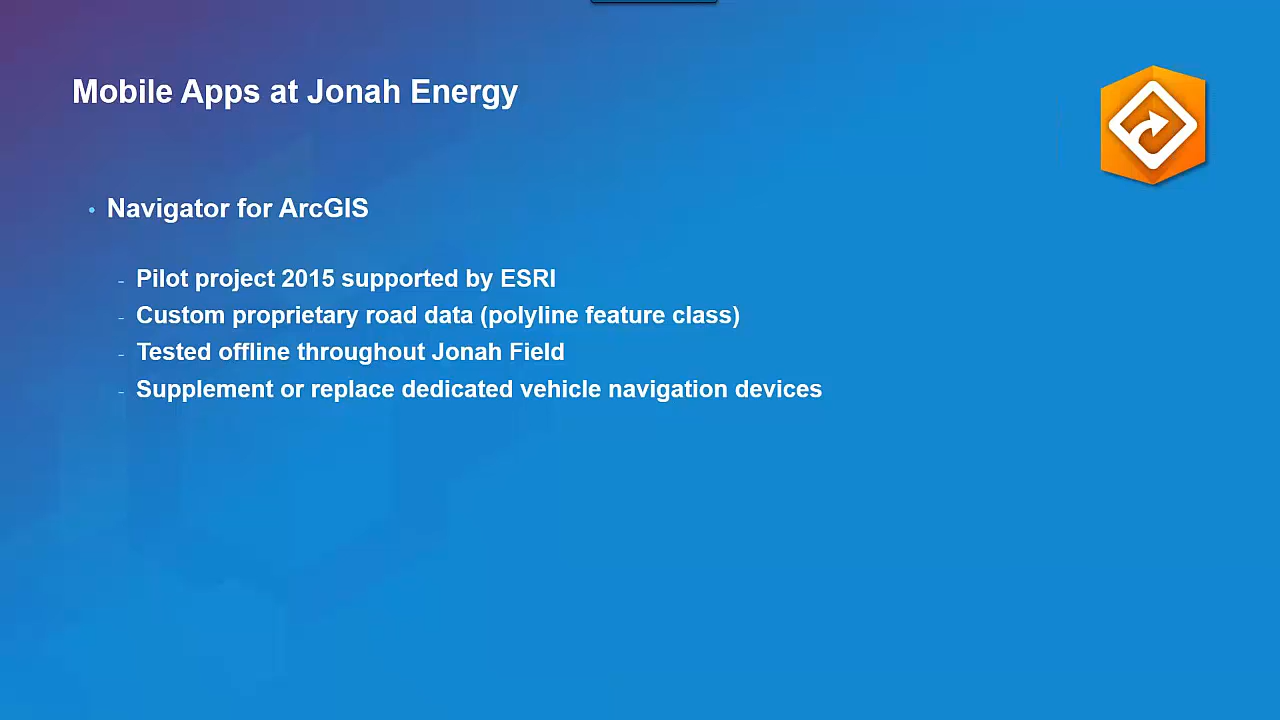 Mobile Apps at Jonah Energy
• Navigator for ArcGIS
- Pilot project 2015 supported by ESRI
- Custom proprietary road data (polyline feature class)
- Tested offline throughout Jonah Field
- Supplement or replace dedicated vehicle navigation devices